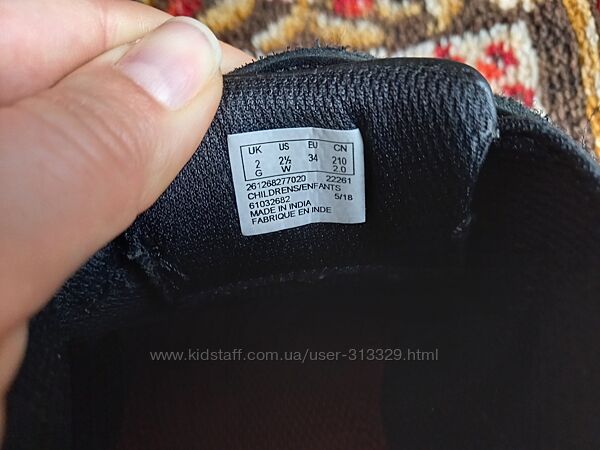 UK US EU CN
2 2½ 34 210
G W 2.0
261268277020 22261
CHILDRENS/ENFANTS
61032682 5/18
MADE IN INDIA
FABRIQUE EN INDE
www.kidstaff.com.ua/user-313329.html